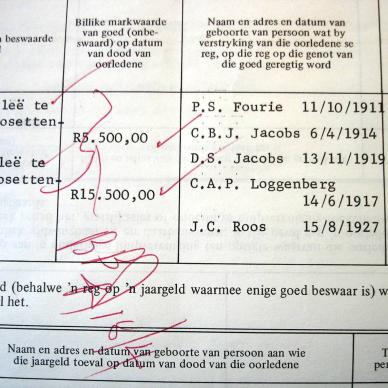 n beswaarde
Billike markwaarde
van goed (onbe-
swaard) op datum
van dood van
oorledene
Naam en adres en datum van
geboorte van persoon wat by
verstryking van die oorledene se
reg, op die reg op die genot van
die goed geregtig word
leë te
osetten-
R5.500,00
leë te
osetten-
R15.500,00
P.S. Fourie 11/10/1911
C.B.J. Jacobs 6/4/1914
D.S. Jacobs 13/11/1919
C.A.P. Loggenberg
14/6/1917
J.C. Roos 15/8/1927
d (behalwe 'n reg op 'n jaargeld waarmee enige goed beswaar is) w
l het.
Naam en adres en datum van geboorte van persoon aan wie
die jaargeld toeval op datum van dood van die oorledene